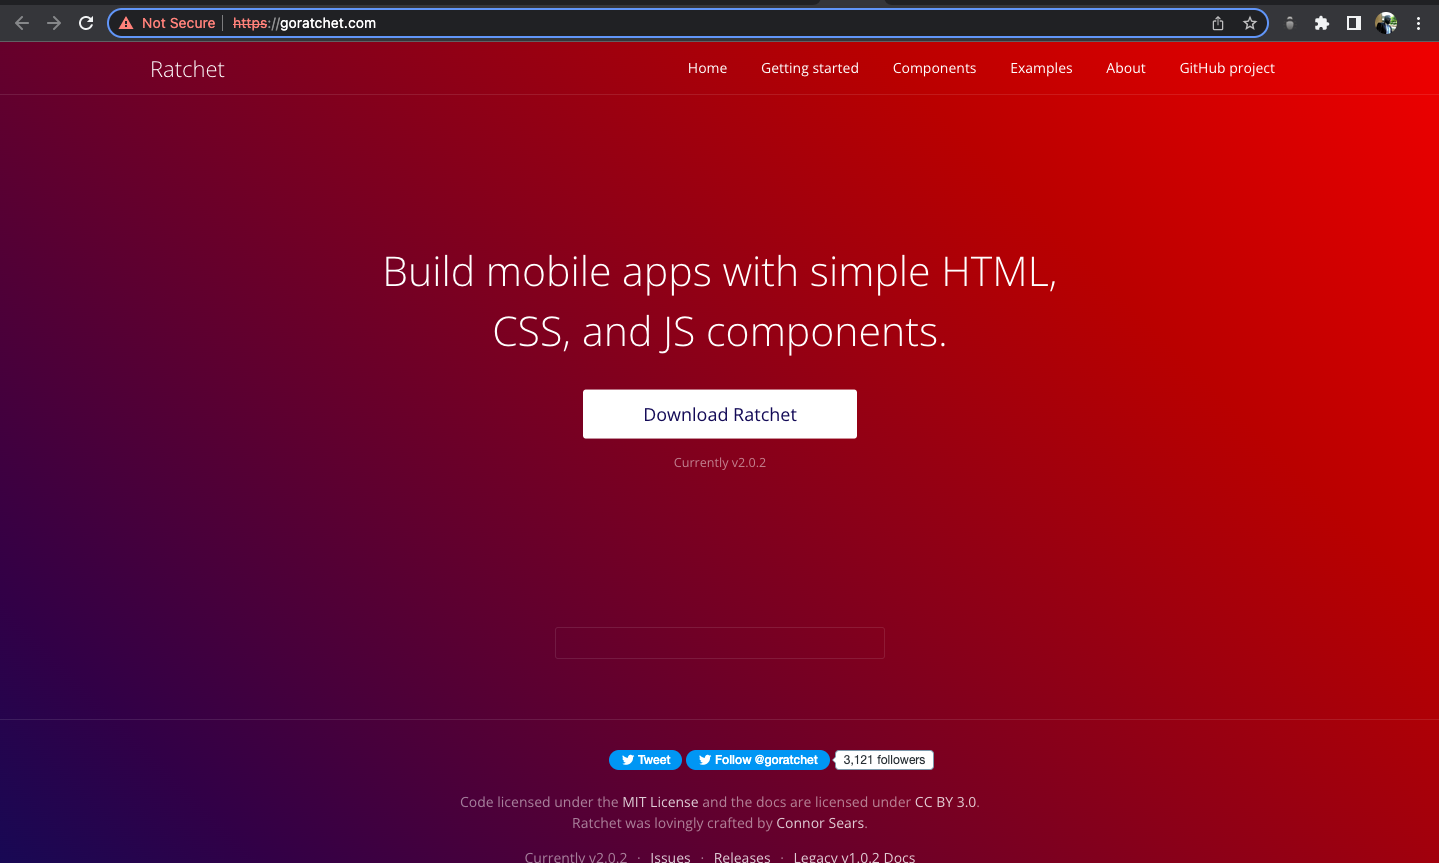 Not Secure https://goratchet.com
Ratchet Home Getting started Components Examples About GitHub project
Build mobile apps with simple HTML,
CSS, and JS components.
Download Ratchet
Currently v2.0.2
Tweet Follow @goratchet 3,121 followers
Code licensed under the MIT License and the docs are licensed under CC BY 3.0.
Ratchet was lovingly crafted by Connor Sears.
Currently v2.0.2 · Issues · Releases · Legacy v1.0.2 Docs